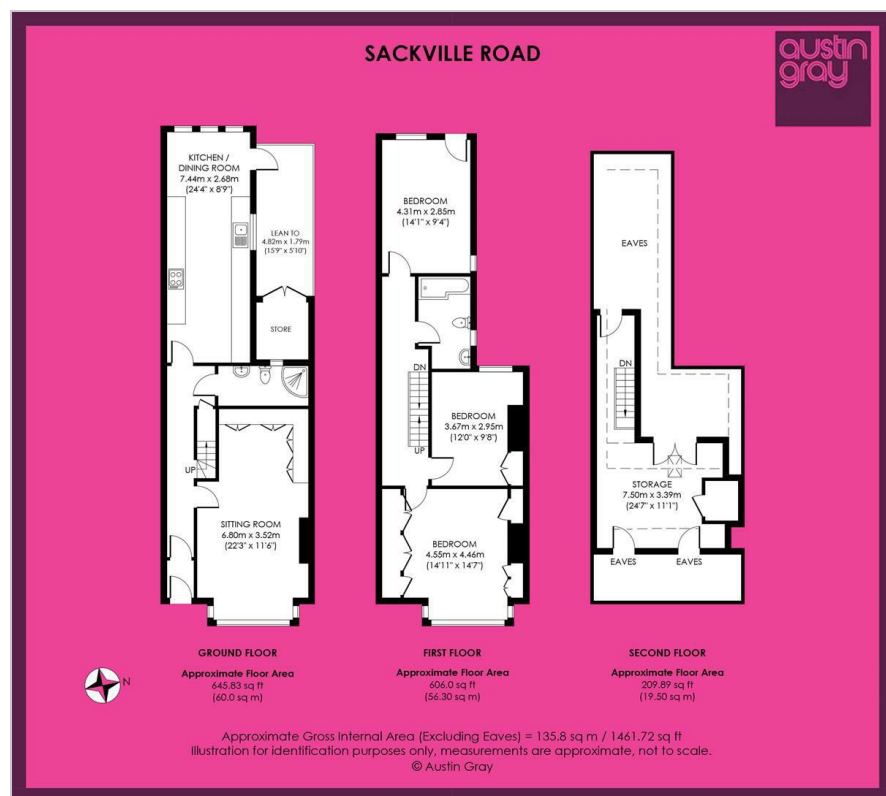 SACKVILLE ROAD
austin
gray
KITCHEN /
DINING ROOM
7.44m x 2.68m
(24'4" x 8'9")
LEAN TO
4.82m x 1.79m
(15'9" x 5'10")
STORE
UP
SITTING ROOM
6.80m x 3.52m
(22'3" x 11'6")
BEDROOM
4.31m x 2.85m
(14'1" x 9'4")
DN
BEDROOM
3.67m x 2.95m
(12'0" x 9'8")
UP
BEDROOM
4.55m x 4.46m
(14'11" x 14'7")
EAVES
DN
STORAGE
7.50m x 3.39m
(24'7" x 11'1")
EAVES
EAVES
GROUND FLOOR
Approximate Floor Area
645.83 sq ft
(60.0 sq m)
FIRST FLOOR
Approximate Floor Area
606.0 sq ft
(56.30 sq m)
SECOND FLOOR
Approximate Floor Area
209.89 sq ft
(19.50 sq m)
N
Approximate Gross Internal Area (Excluding Eaves) = 135.8 sq m / 1461.72 sq ft
Illustration for identification purposes only, measurements are approximate, not to scale.
© Austin Gray